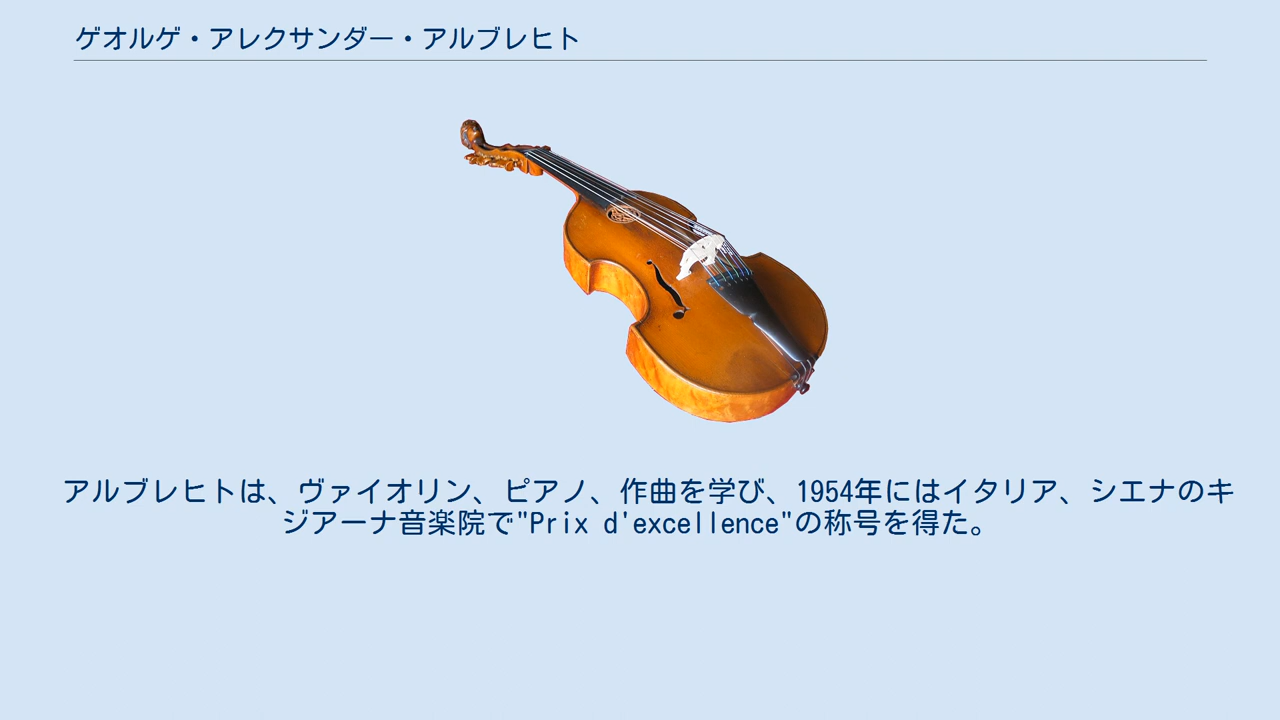 ゲオルゲ・アレクサンダー・アルブレヒト
アルブレヒトは、ヴァイオリン、ピアノ、作曲を学び、1954年にはイタリア、シエナのキ
ジアーナ音楽院で"Prix d'excellence"の称号を得た。